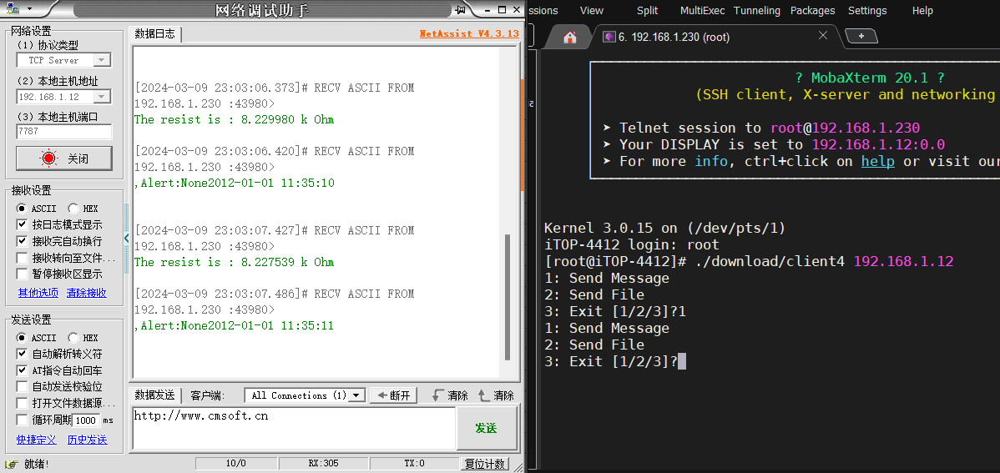 网络调试助手
网络设置
(1) 协议类型
TCP Server
(2) 本地主机地址
192.168.1.12
(3) 本地主机端口
7787
关闭
接收设置
ASCII HEX
按日志模式显示
接收完自动换行
接收转向至文件...
暂停接收区显示
其他选项 清除接收
发送设置
ASCII HEX
自动解析转义符
AT指令自动回车
自动发送校验位
打开文件数据源...
循环周期 1000 ms
快捷定义 历史发送
就绪!
数据日志
NetAssist V4.3.13
[2024-03-09 23:03:06.373]# RECV ASCII FROM
192.168.1.230 :43980>
The resist is : 8.229980 k Ohm
[2024-03-09 23:03:06.420]# RECV ASCII FROM
192.168.1.230 :43980>
,Alert:None2012-01-01 11:35:10
[2024-03-09 23:03:07.427]# RECV ASCII FROM
192.168.1.230 :43980>
The resist is : 8.227539 k Ohm
[2024-03-09 23:03:07.486]# RECV ASCII FROM
192.168.1.230 :43980>
,Alert:None2012-01-01 11:35:11
数据发送 客户端: All Connections (1) 断开 清除 清除
http://www.cmsoft.cn
发送
10/0 RX:305 TX:0 复位计数
ssions View Split MultiExec Tunneling Packages Settings Help
6. 192.168.1.230 (root)
? MobaXterm 20.1 ?
(SSH client, X-server and networking
➤ Telnet session to root@192.168.1.230
➤ Your DISPLAY is set to 192.168.1.12:0.0
➤ For more info, ctrl+click on help or visit our
Kernel 3.0.15 on (/dev/pts/1)
iTOP-4412 login: root
[root@iTOP-4412]# ./download/client4 192.168.1.12
1: Send Message
2: Send File
3: Exit [1/2/3]?1
1: Send Message
2: Send File
3: Exit [1/2/3]?